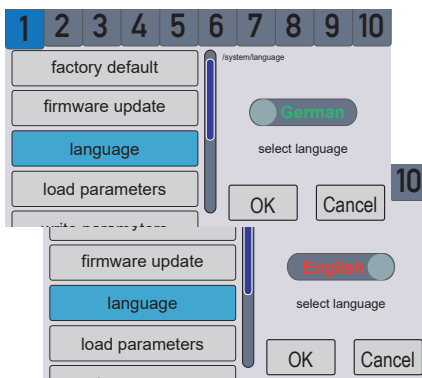 1 2 3 4 5 6 7 8 9 10
/system/language
factory default
firmware update
language
load parameters
German
select language
OK Cancel
10
firmware update
language
load parameters
English
select language
OK Cancel